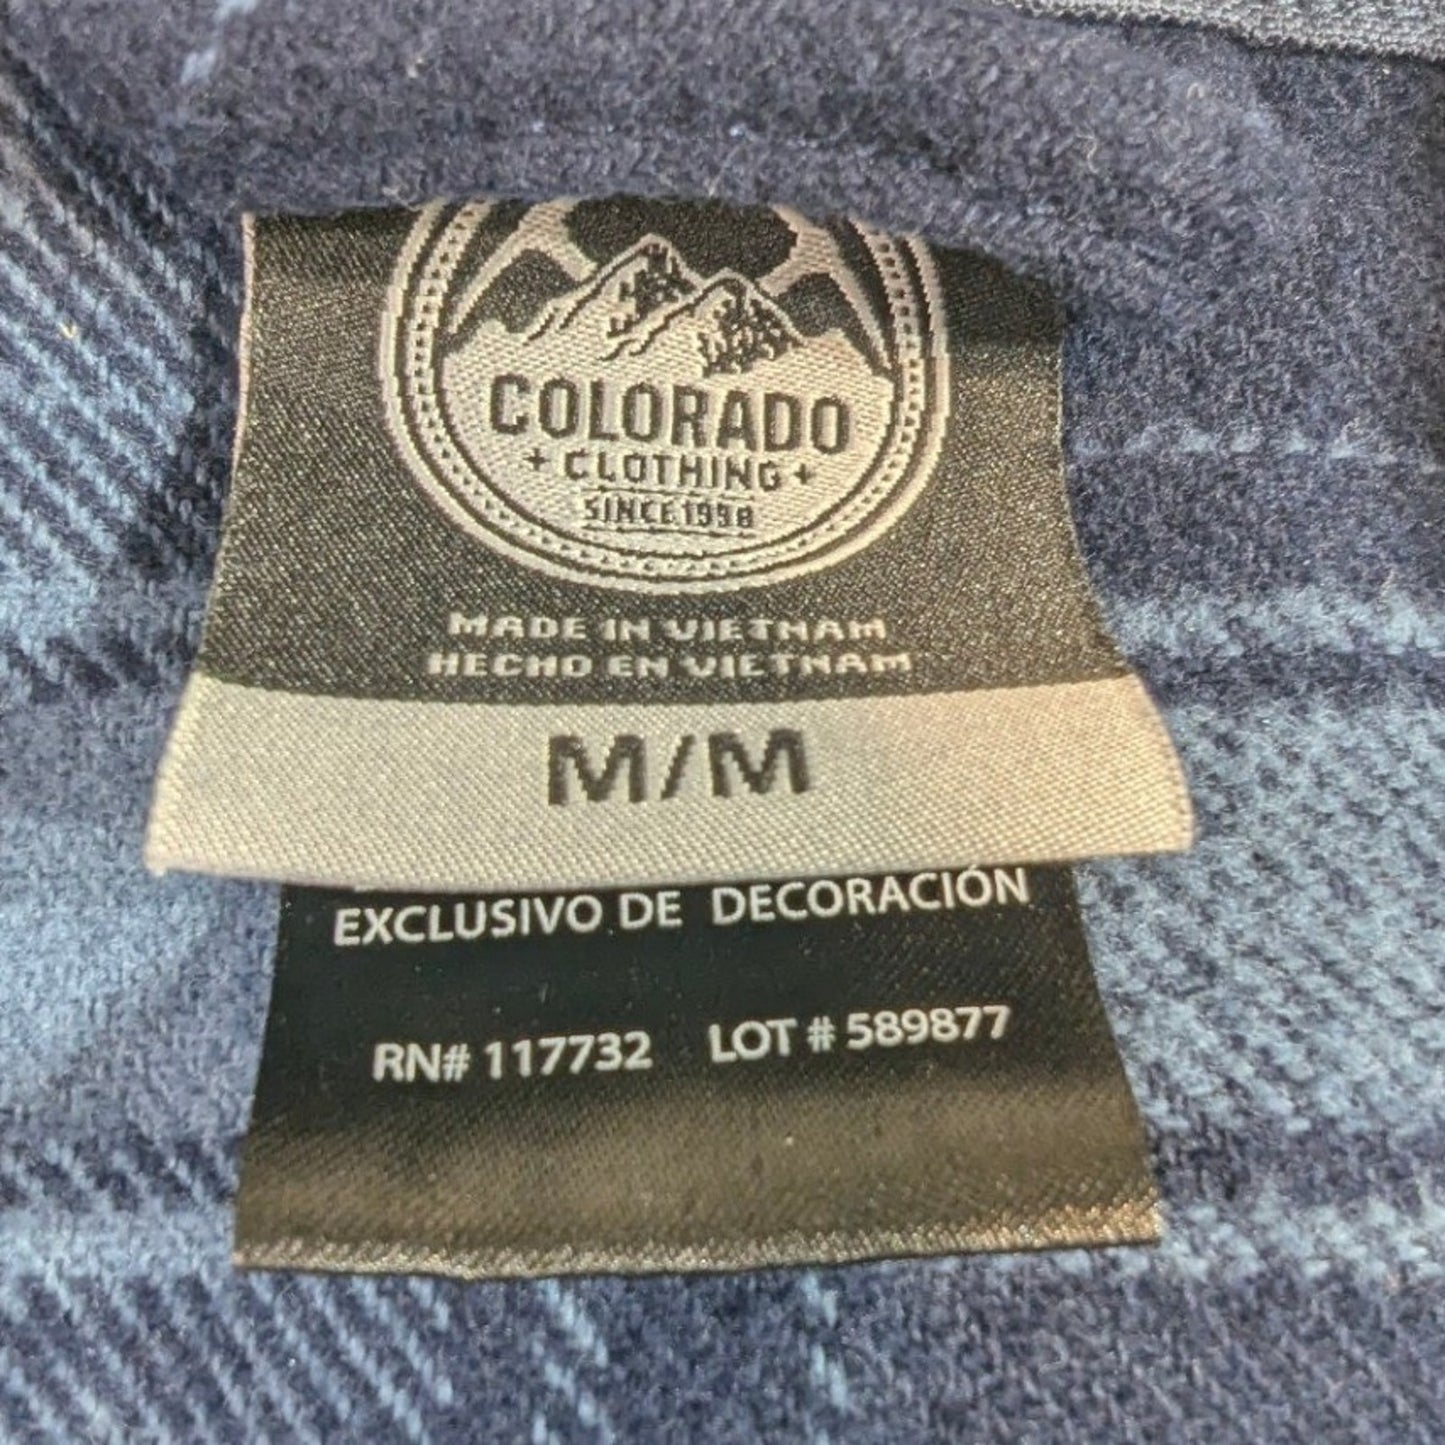 COLORADO
+ CLOTHING +
SINCE 1998
MADE IN VIETNAM
HECHO EN VIETNAM
M/M
EXCLUSIVO DE DECORACIÓN
RN# 117732 LOT # 589877